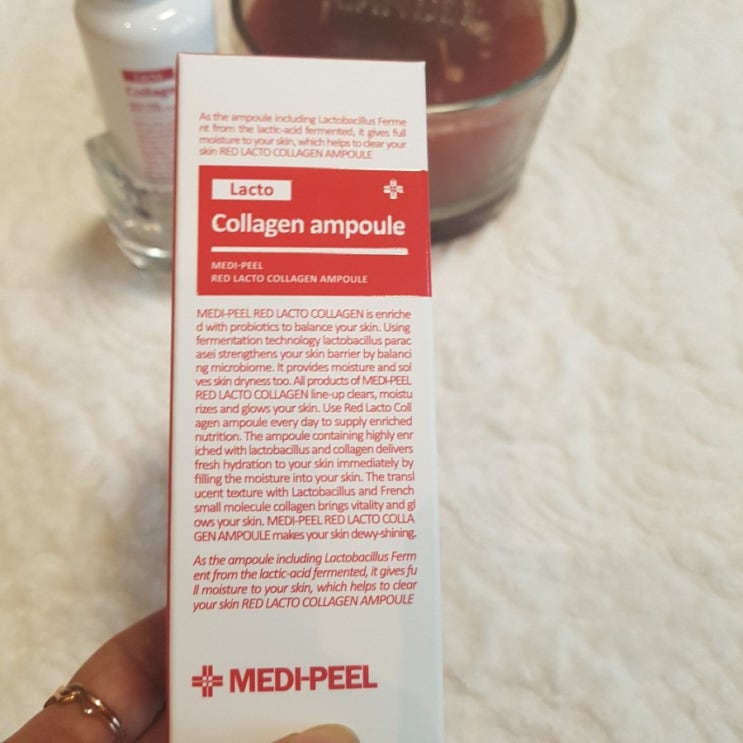 As the ampoule including Lactobacillus Ferme
nt from the lactic-acid fermented, it gives full
moisture to your skin, which helps to clear your
skin RED LACTO COLLAGEN AMPOULE
Lacto
Collagen ampoule
MEDI-PEEL
RED LACTO COLLAGEN AMPOULE
MEDI-PEEL RED LACTO COLLAGEN is enriche
d with probiotics to balance your skin. Using
fermentation technology lactobacillus parac
asei strengthens your skin barrier by balanci
ng microbiome. It provides moisture and sol
ves skin dryness too. All products of MEDI-PEEL
RED LACTO COLLAGEN line-up clears, moistu
rizes and glows your skin. Use Red Lacto Coll
agen ampoule every day to supply enriched
nutrition. The ampoule containing highly enr
iched with lactobacillus and collagen delivers
fresh hydration to your skin immediately by
filling the moisture into your skin. The transl
ucent texture with Lactobacillus and French
small molecule collagen brings vitality and gl
ows your skin. MEDI-PEEL RED LACTO COLLA
GEN AMPOULE makes your skin dewy-shining.
As the ampoule including Lactobacillus Ferm
ent from the lactic-acid fermented, it gives fu
ll moisture to your skin, which helps to clear
your skin RED LACTO COLLAGEN AMPOULE
MEDI-PEEL
Lacto